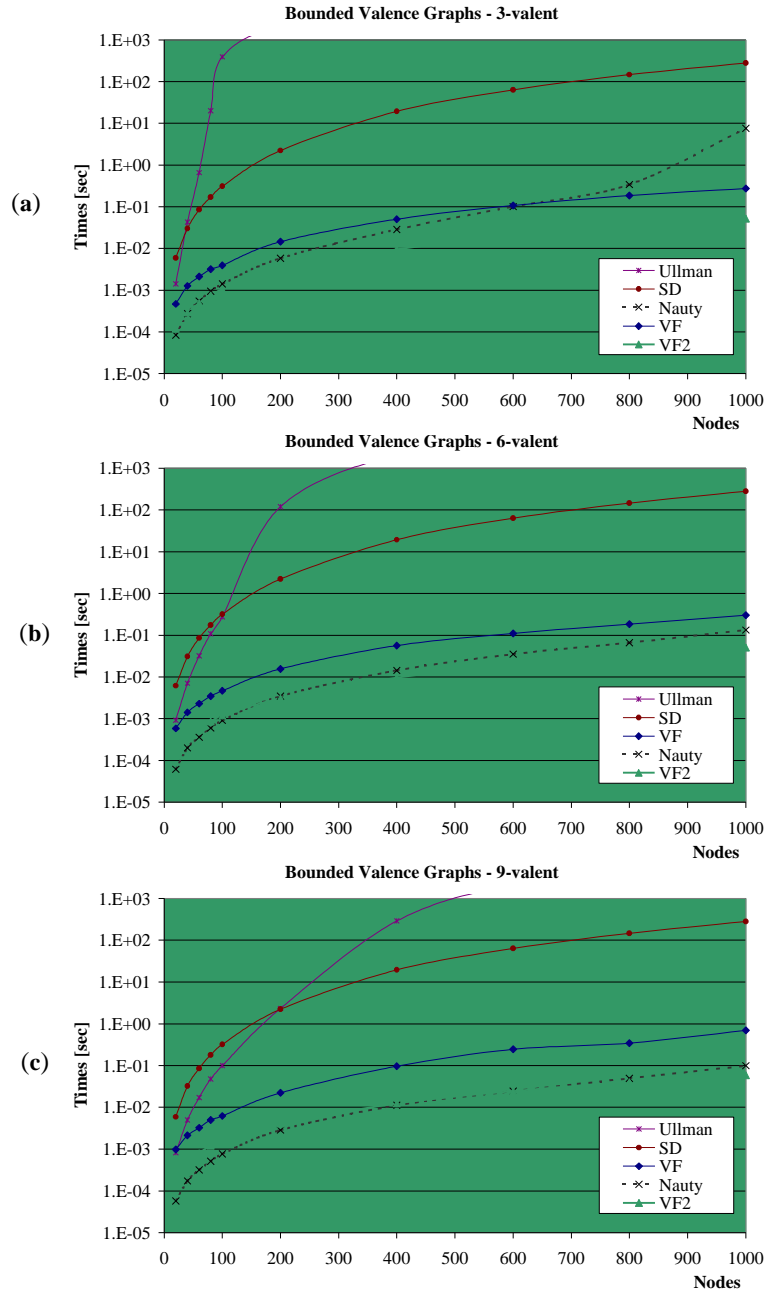 Bounded Valence Graphs - 3-valent
1.E+03
1.E+02
1.E+01
1.E+00
1.E-01
1.E-02
1.E-03
1.E-04
1.E-05
Times [sec]
(a)
Ullman
SD
Nauty
VF
VF2
0 100 200 300 400 500 600 700 800 900 1000
Nodes
Bounded Valence Graphs - 6-valent
1.E+03
1.E+02
1.E+01
1.E+00
1.E-01
1.E-02
1.E-03
1.E-04
1.E-05
Times [sec]
(b)
Ullman
SD
VF
Nauty
VF2
0 100 200 300 400 500 600 700 800 900 1000
Nodes
Bounded Valence Graphs - 9-valent
1.E+03
1.E+02
1.E+01
1.E+00
1.E-01
1.E-02
1.E-03
1.E-04
1.E-05
Times [sec]
(c)
Ullman
SD
VF
Nauty
VF2
0 100 200 300 400 500 600 700 800 900 1000
Nodes